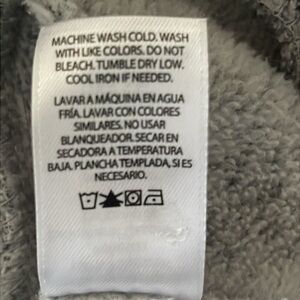 MACHINE WASH COLD. WASH
WITH LIKE COLORS. DO NOT
BLEACH. TUMBLE DRY LOW.
COOL IRON IF NEEDED.
LAVAR A MÁQUINA EN AGUA
FRÍA. LAVAR CON COLORES
SIMILARES. NO USAR
BLANQUEADOR. SECAR EN
SECADORA A TEMPERATURA
BAJA. PLANCHA TEMPLADA, SI ES
NECESARIO.